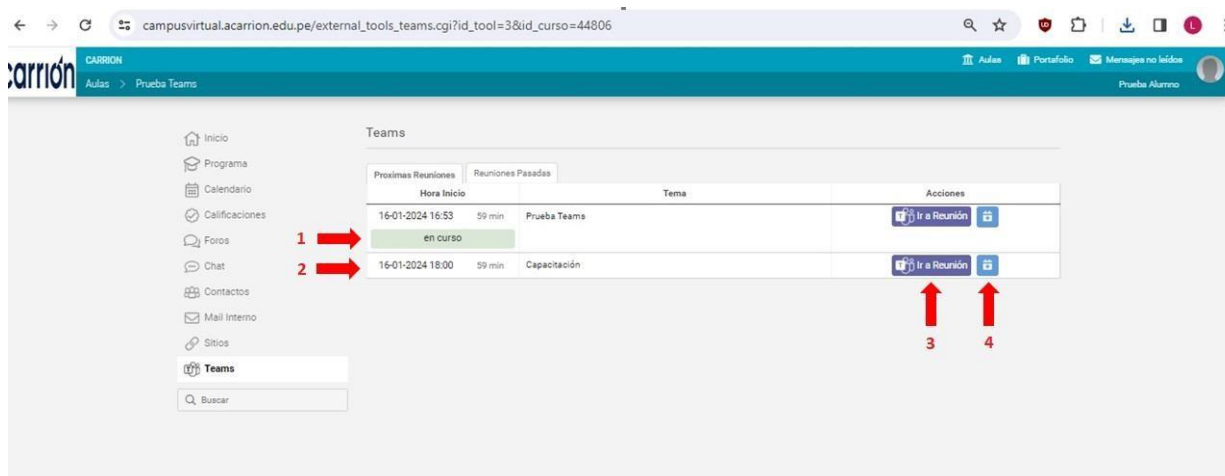 campusvirtual.acarrion.edu.pe/external_tools_teams.cgi?id_tool=3&id_curso=44806
L
carrión
CARRION
Aulas
Portafolio
Mensajes no leídos
Aulas > Prueba Teams
Prueba Alumno
Inicio
Programa
Calendario
Calificaciones
Foros
Chat
Contactos
Mail Interno
Sitios
Teams
Buscar
Teams
Proximas Reuniones
Reuniones Pasadas
Hora Inicio
Tema
Acciones
16-01-2024 16:53 59 min Prueba Teams Ir a Reunión
1 en curso
2 16-01-2024 18:00 59 min Capacitación Ir a Reunión
3 4